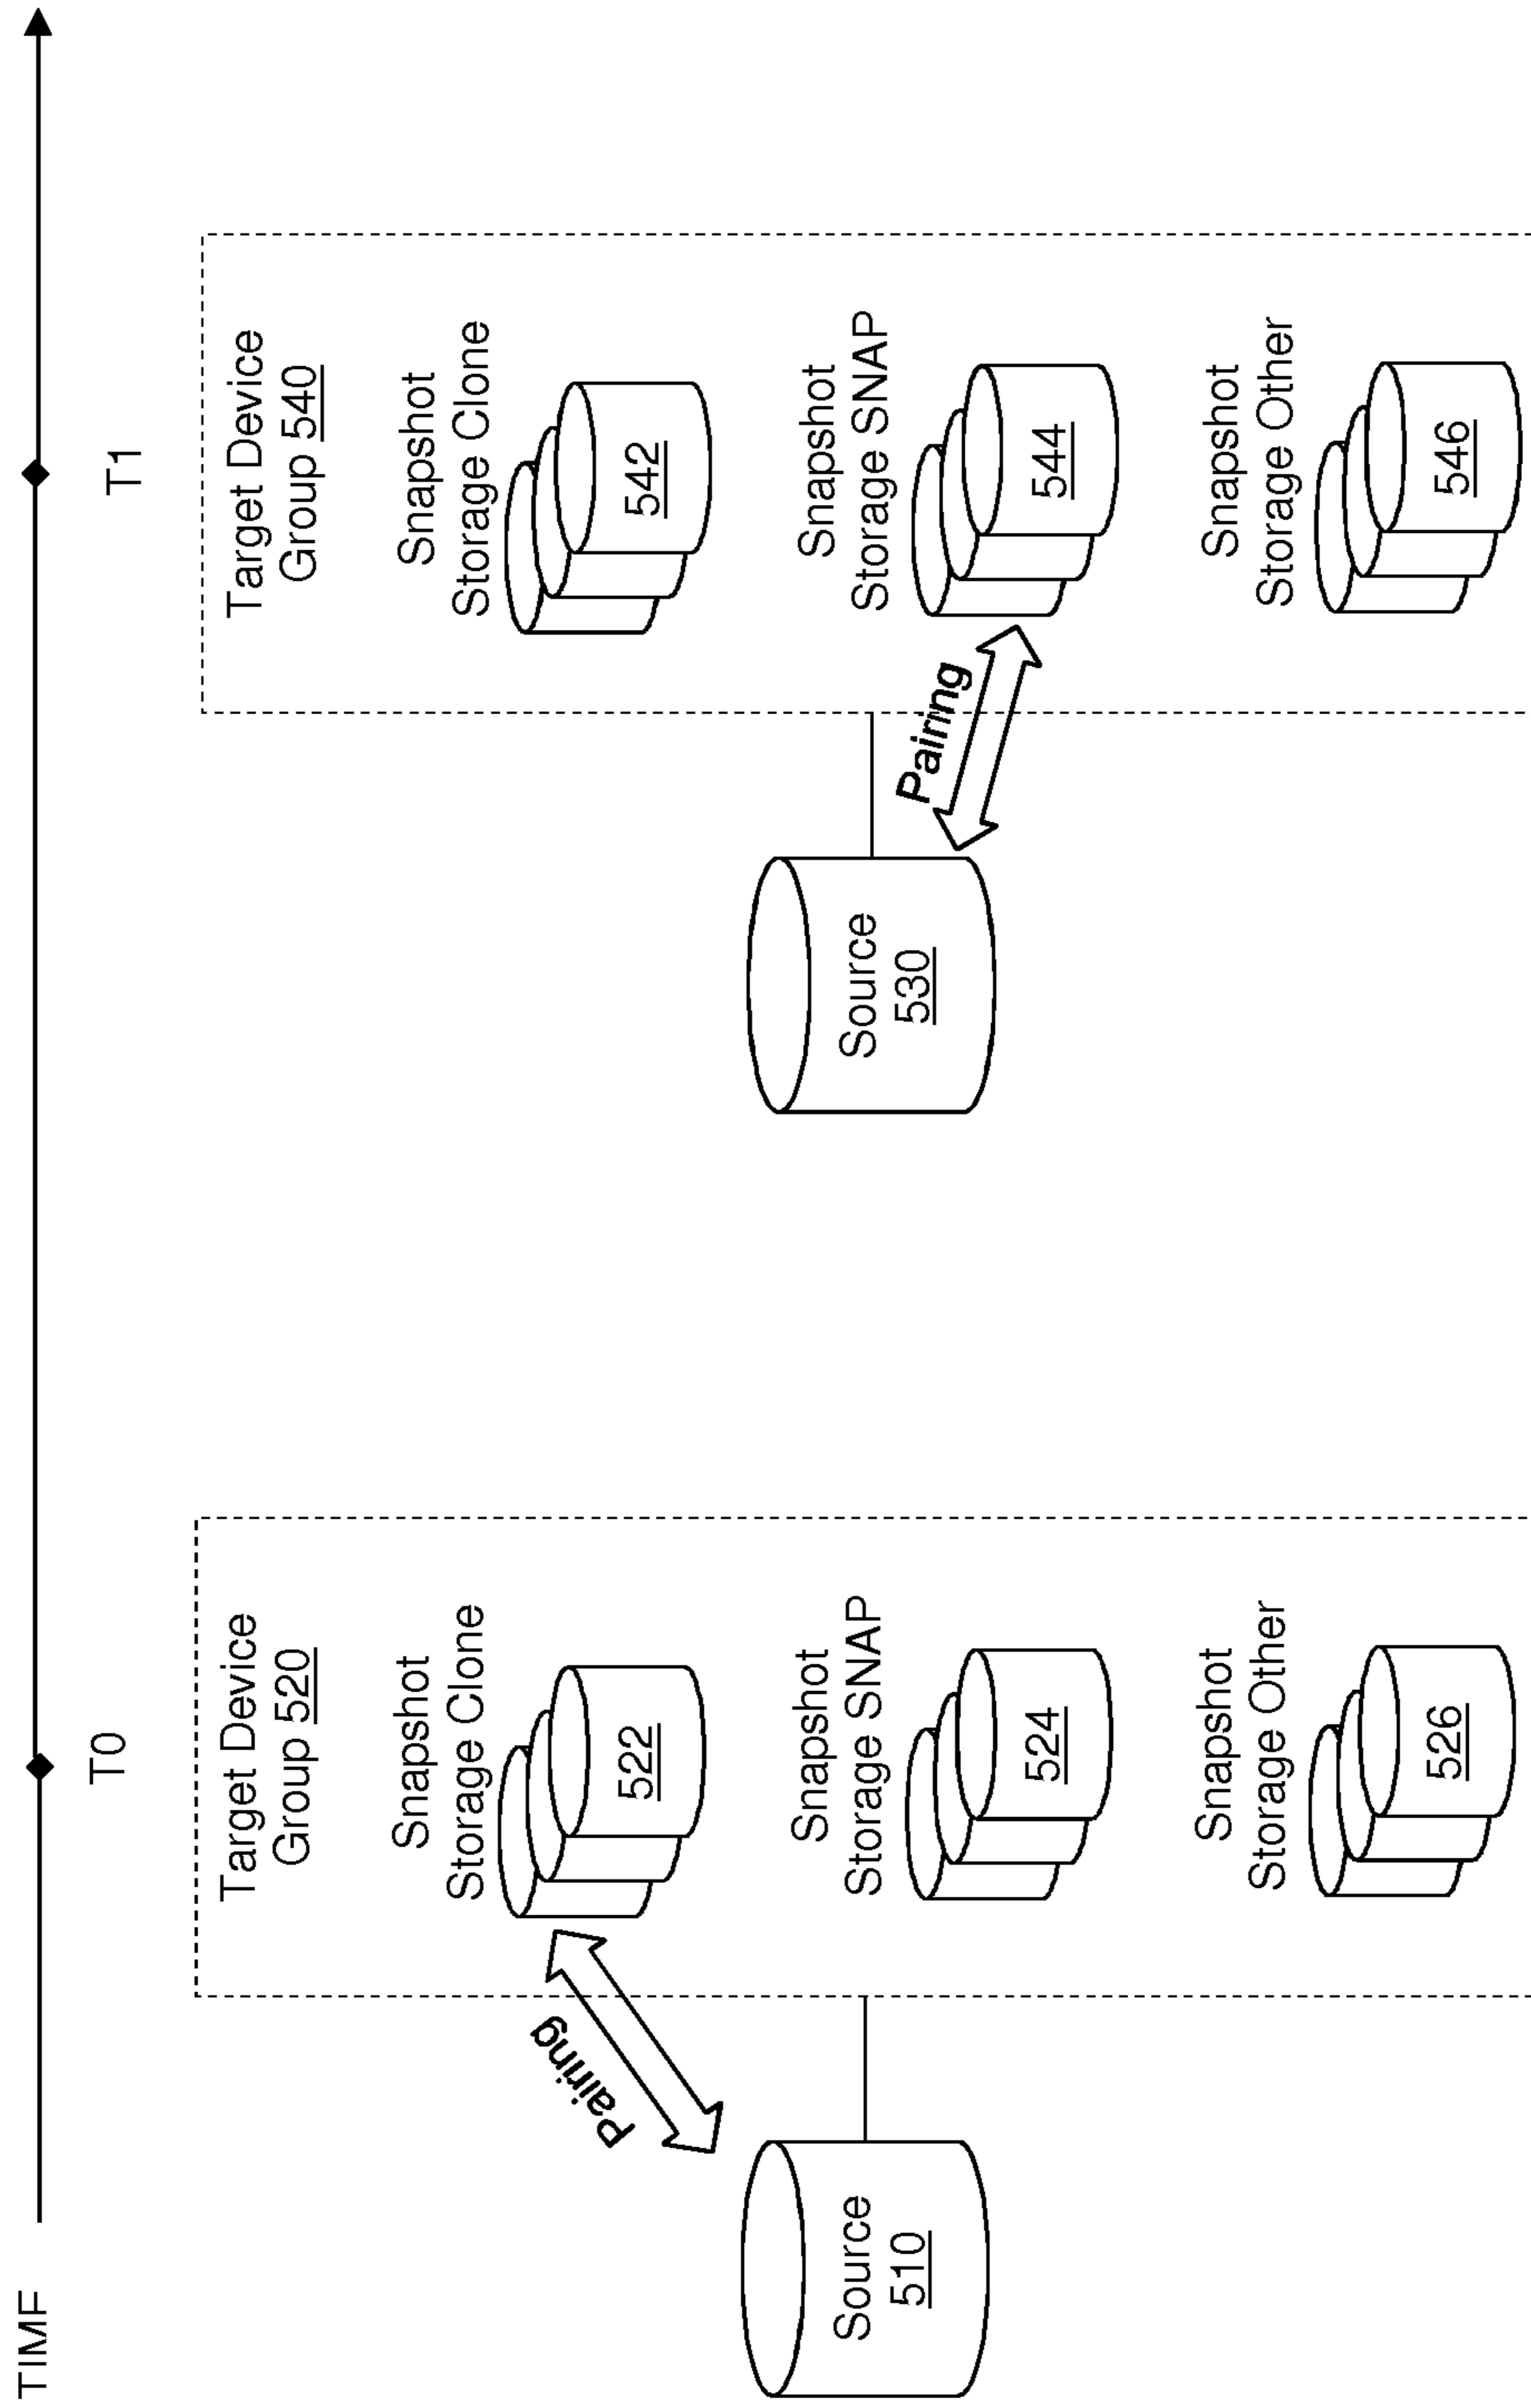 TIMF
T0
T1
Target Device
Group 520
Snapshot
Storage Clone
522
Pairing
Snapshot
Storage SNAP
524
Source
510
Snapshot
Storage Other
526
Target Device
Group 540
Snapshot
Storage Clone
542
Snapshot
Storage SNAP
544
Pairing
Source
530
Snapshot
Storage Other
546